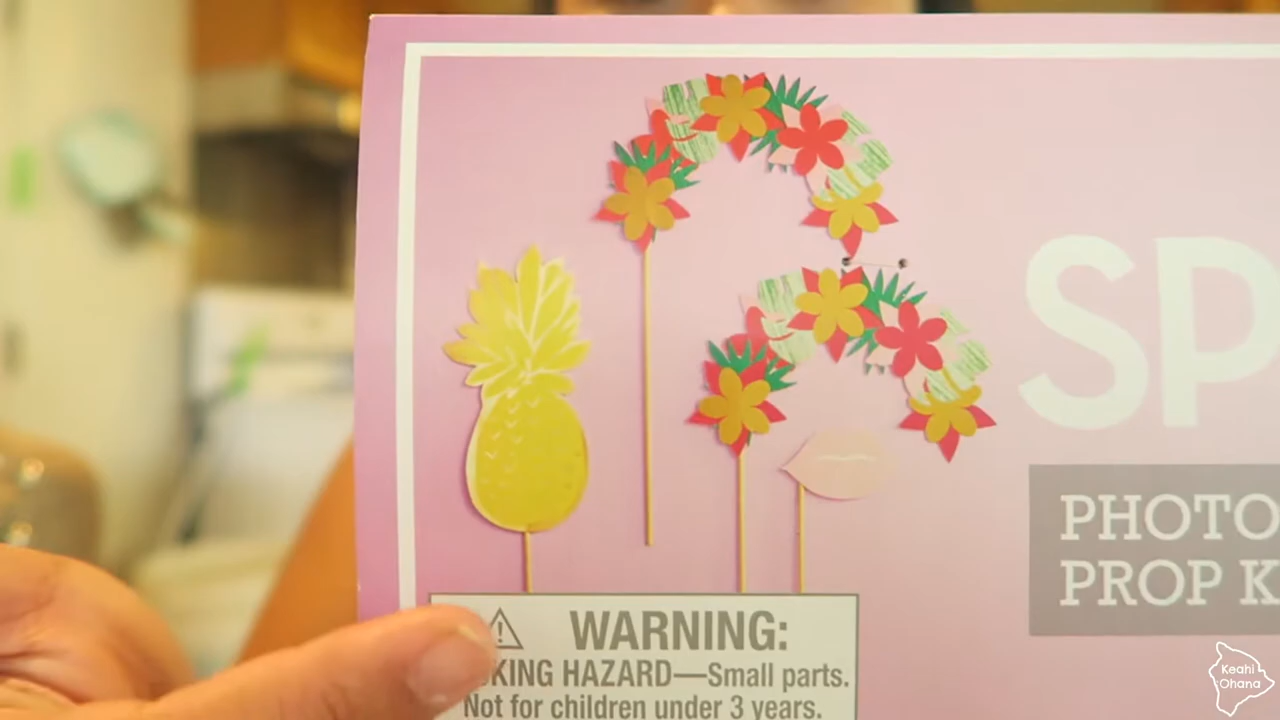 SP
PHOTO
PROP K
WARNING:
KING HAZARD—Small parts.
Not for children under 3 years.
Keahi
Ohana